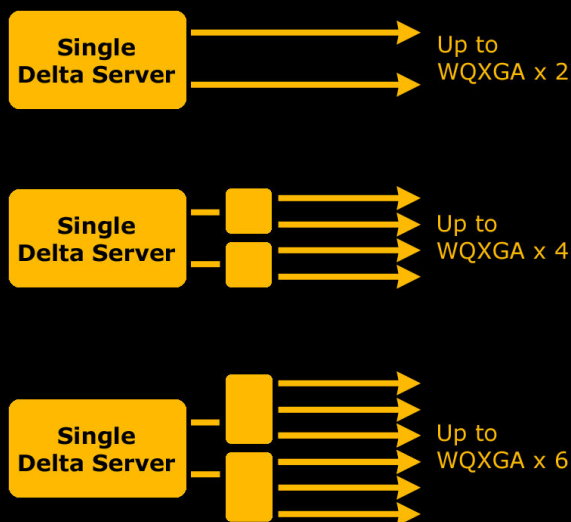 Single
Delta Server
Up to
WQXGA x 2
Single
Delta Server
Up to
WQXGA x 4
Single
Delta Server
Up to
WQXGA x 6